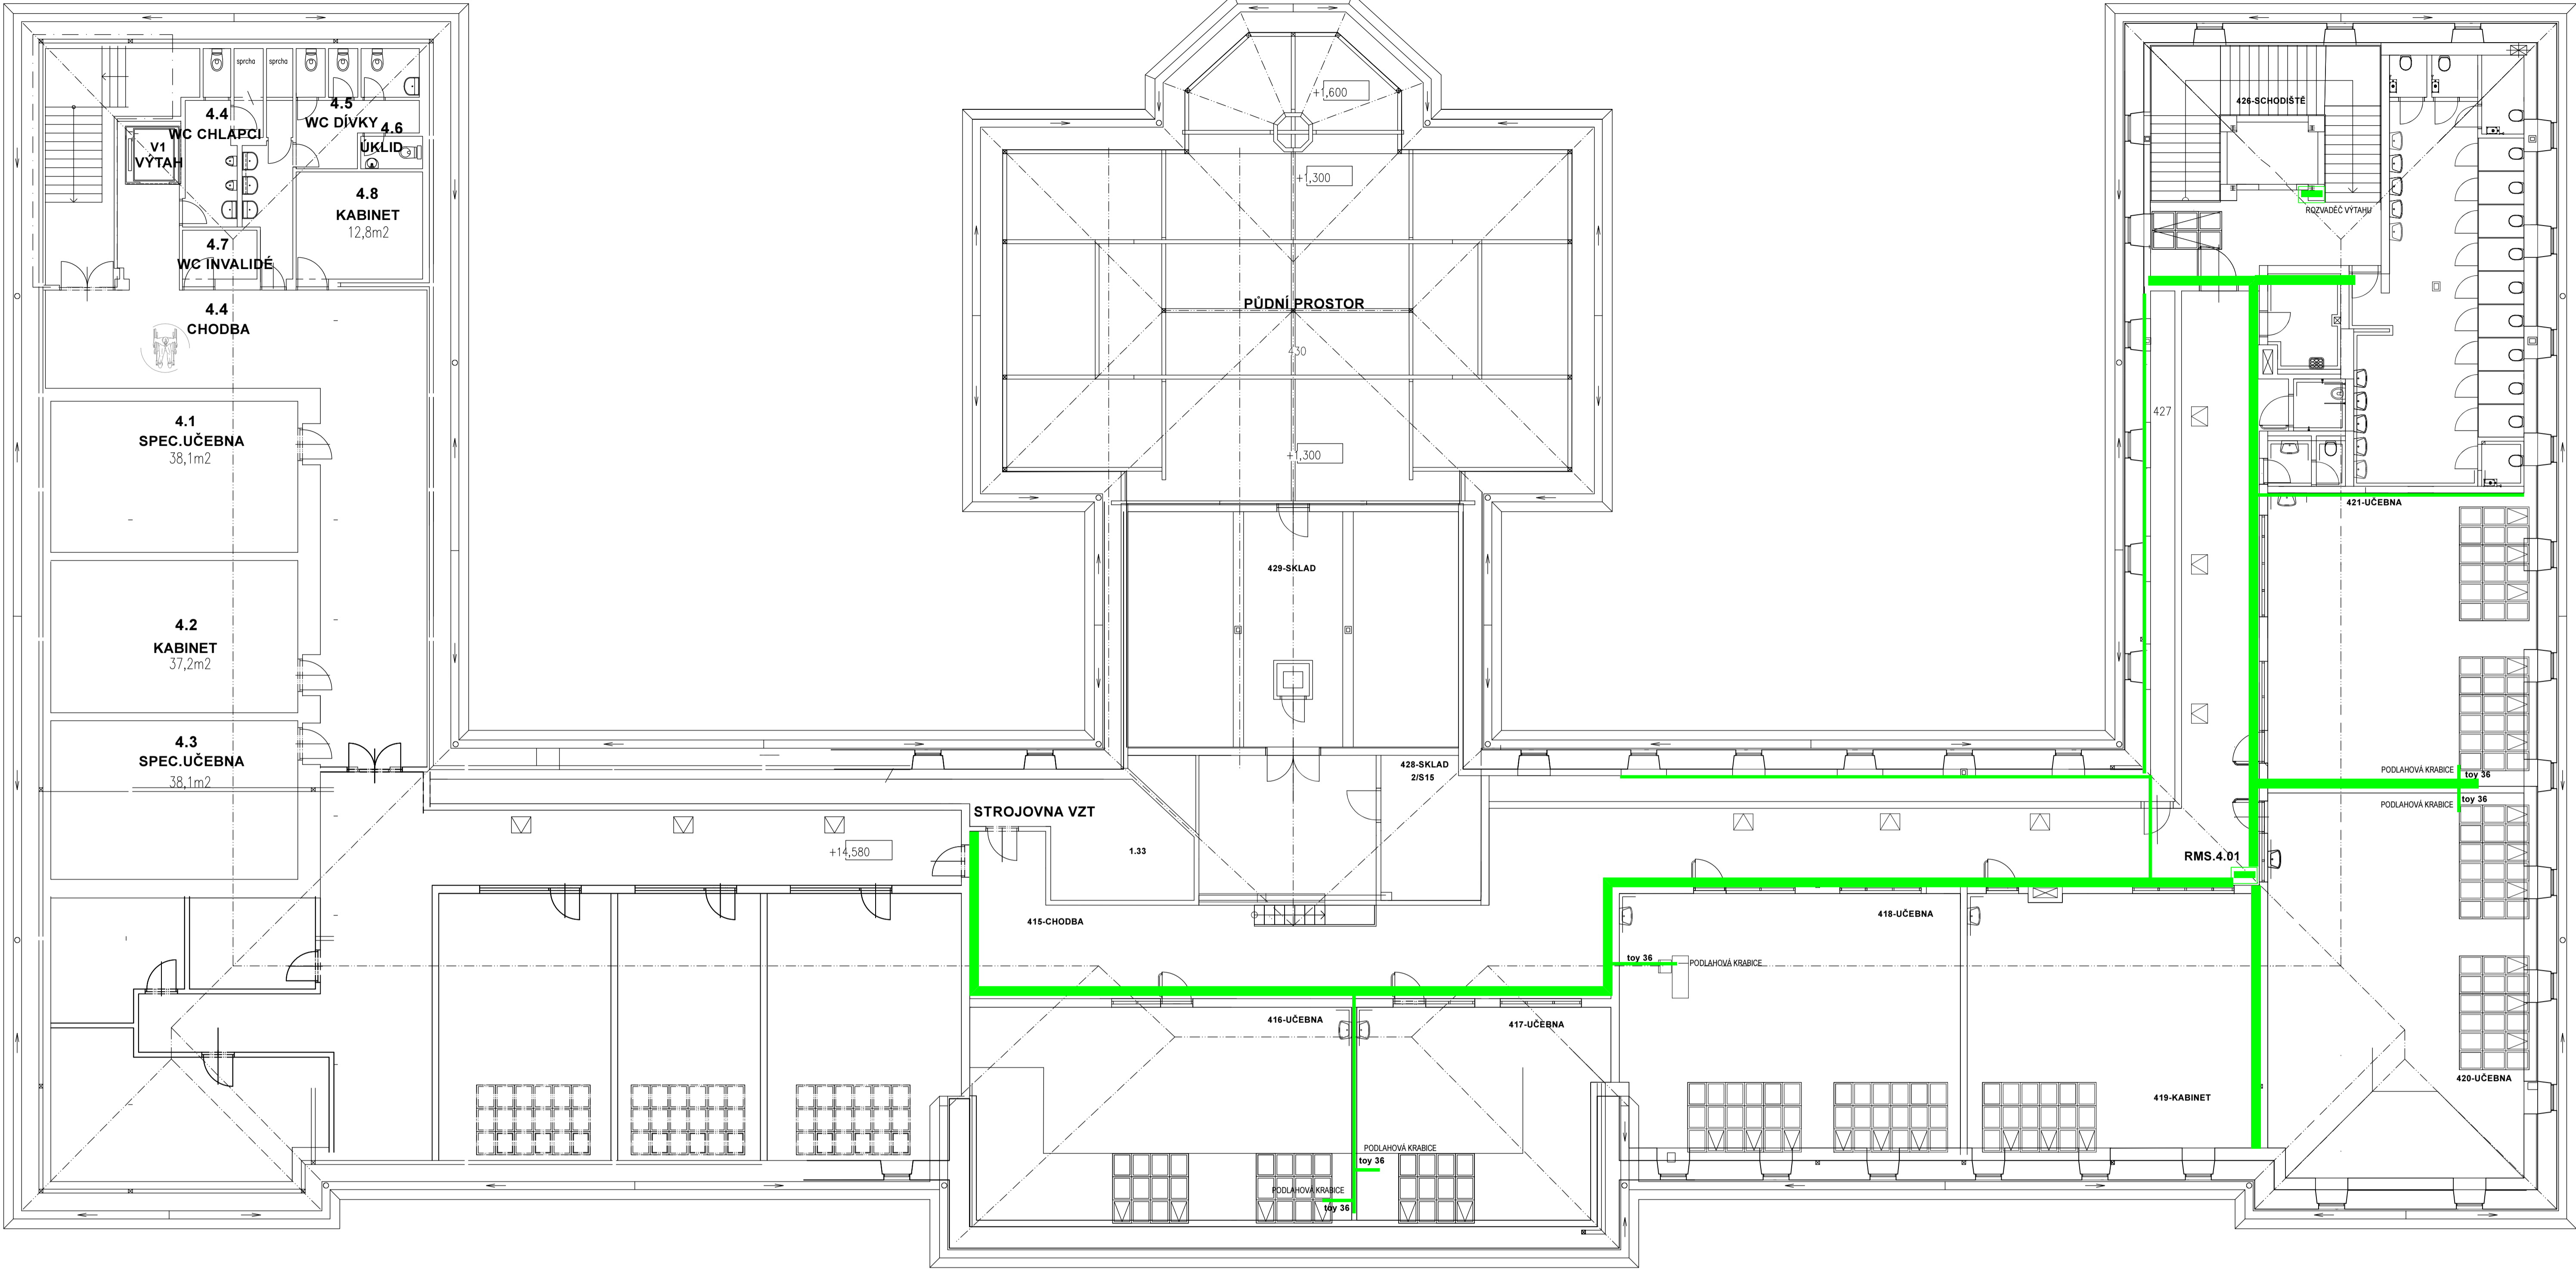 sprcha
sprcha
4.4
WC CHLAPCI
4.5
WC DÍVKY
4.6
ÚKLID
V1
VÝTAH
4.8
KABINET
12,8m2
4.7
WC INVALIDÉ
4.4
CHODBA
4.1
SPEC.UČEBNA
38,1m2
4.2
KABINET
37,2m2
4.3
SPEC.UČEBNA
38,1m2
+14,580
+1,600
+1,300
PŮDNÍ PROSTOR
430
+1,300
429-SKLAD
428-SKLAD
2/S15
STROJOVNA VZT
1.33
415-CHODBA
416-UČEBNA
417-UČEBNA
PODLAHOVÁ KRABICE
toy 36
PODLAHOVÁ KRABICE
toy 36
toy 36
PODLAHOVÁ KRABICE
418-UČEBNA
419-KABINET
RMS.4.01
426-SCHODIŠTĚ
ROZVADĚČ VÝTAHU
427
421-UČEBNA
PODLAHOVÁ KRABICE
toy 36
toy 36
PODLAHOVÁ KRABICE
420-UČEBNA